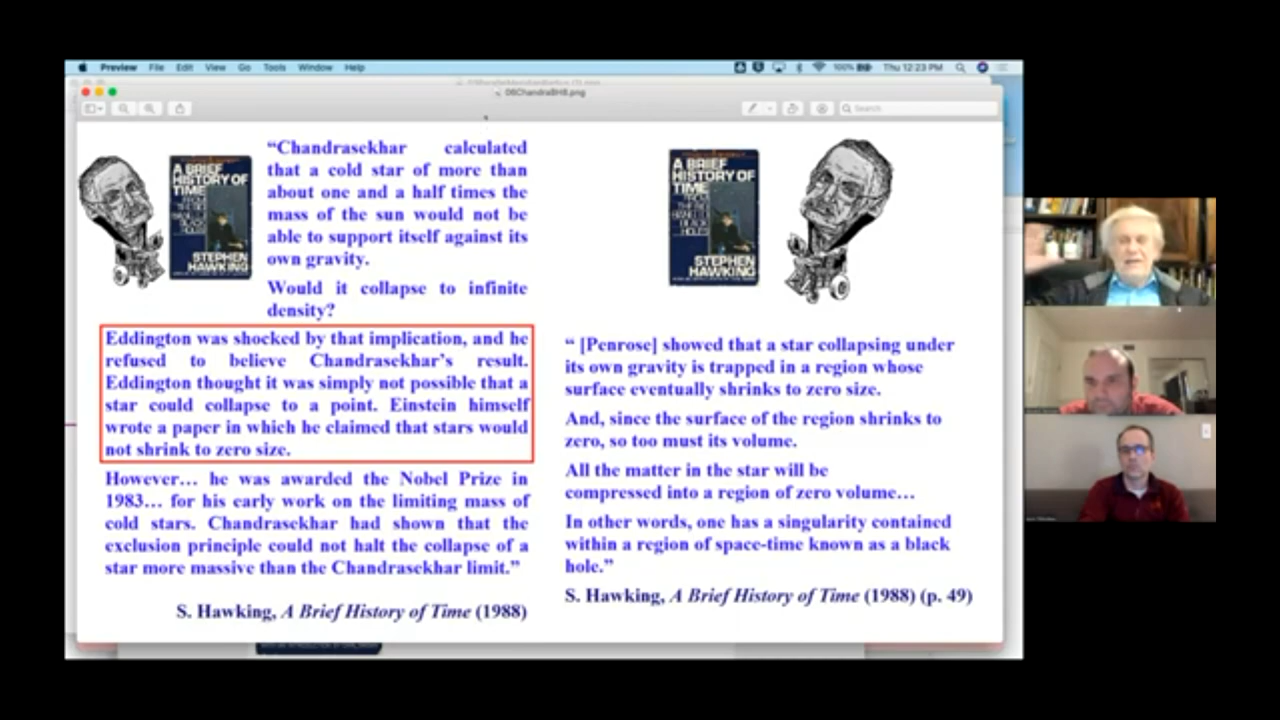 Preview File Edit View Go Tools Window Help
100% Thu 12:23 PM
06ChandraBH8.png
Search
A BRIEF
HISTORY OF
TIME
STEPHEN
HAWKING
“Chandrasekhar calculated
that a cold star of more than
about one and a half times the
mass of the sun would not be
able to support itself against its
own gravity.
Would it collapse to infinite
density?
Eddington was shocked by that implication, and he
refused to believe Chandrasekhar’s result.
Eddington thought it was simply not possible that a
star could collapse to a point. Einstein himself
wrote a paper in which he claimed that stars would
not shrink to zero size.
However… he was awarded the Nobel Prize in
1983… for his early work on the limiting mass of
cold stars. Chandrasekhar had shown that the
exclusion principle could not halt the collapse of a
star more massive than the Chandrasekhar limit.”
S. Hawking, A Brief History of Time (1988)
A BRIEF
HISTORY OF
TIME
STEPHEN
HAWKING
“ [Penrose] showed that a star collapsing under
its own gravity is trapped in a region whose
surface eventually shrinks to zero size.
And, since the surface of the region shrinks to
zero, so too must its volume.
All the matter in the star will be
compressed into a region of zero volume…
In other words, one has a singularity contained
within a region of space-time known as a black
hole.”
S. Hawking, A Brief History of Time (1988) (p. 49)